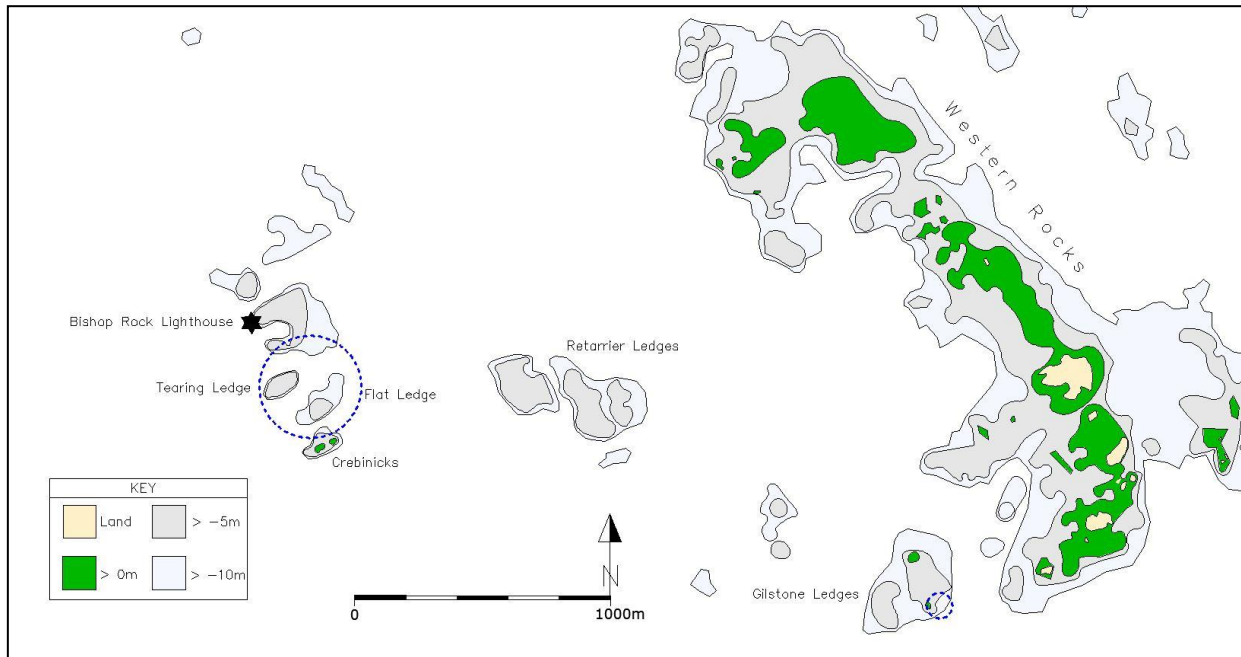 Western Rocks
Bishop Rock Lighthouse
Retarrier Ledges
Tearing Ledge
Flat Ledge
Crebinicks
KEY
Land
> -5m
> 0m
> -10m
N
0
1000m
Gilstone Ledges